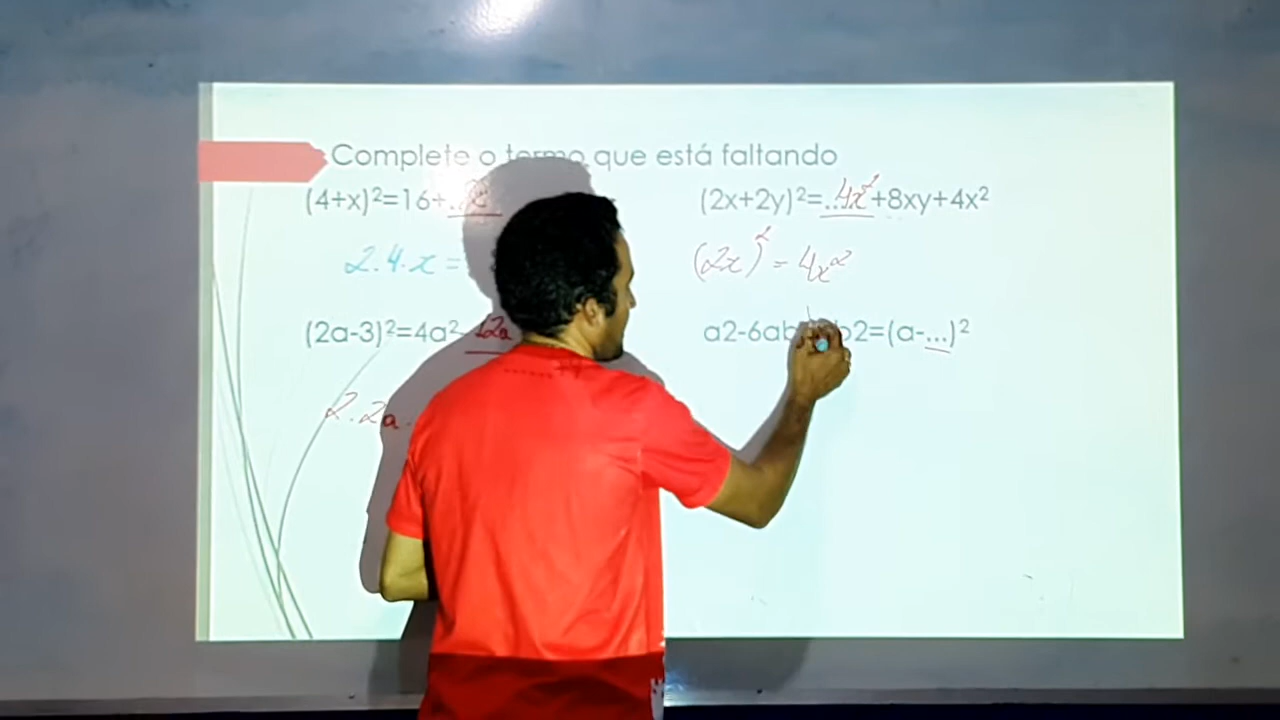 Complete o termo que está faltando
(4+x)²=16+..
(2x+2y)²=..4x²+8xy+4x²
2.4.x =
(2x)² = 4x²
(2a-3)²=4a²-12a
a2-6ab b2=(a-...)²
2.2a.